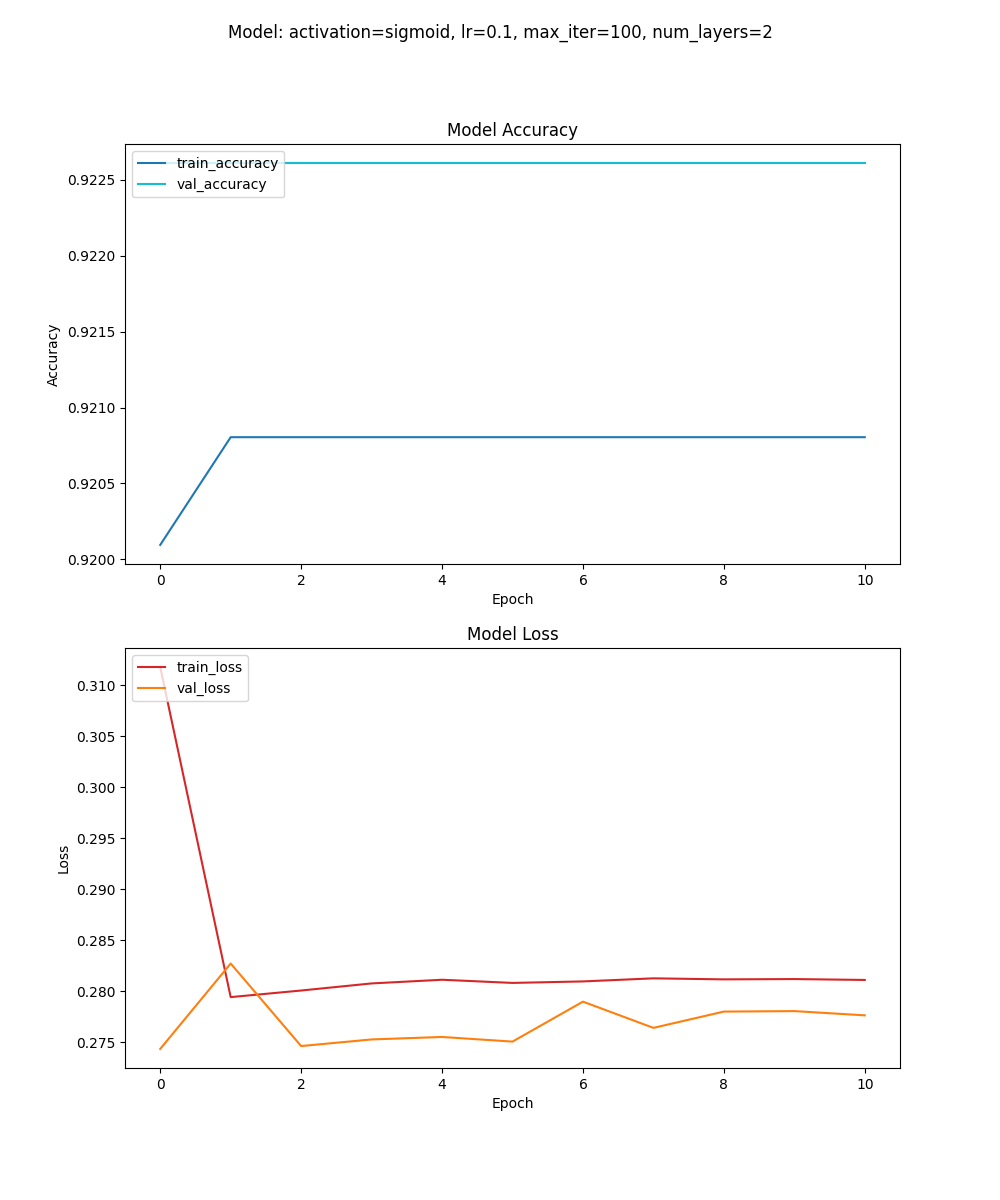 Model: activation=sigmoid, lr=0.1, max_iter=100, num_layers=2
Model Accuracy
train_accuracy
val_accuracy
0.9225
0.9220
0.9215
0.9210
0.9205
0.9200
Accuracy
0 2 4 6 8 10
Epoch
Model Loss
train_loss
val_loss
0.310
0.305
0.300
0.295
0.290
0.285
0.280
0.275
Loss
0 2 4 6 8 10
Epoch